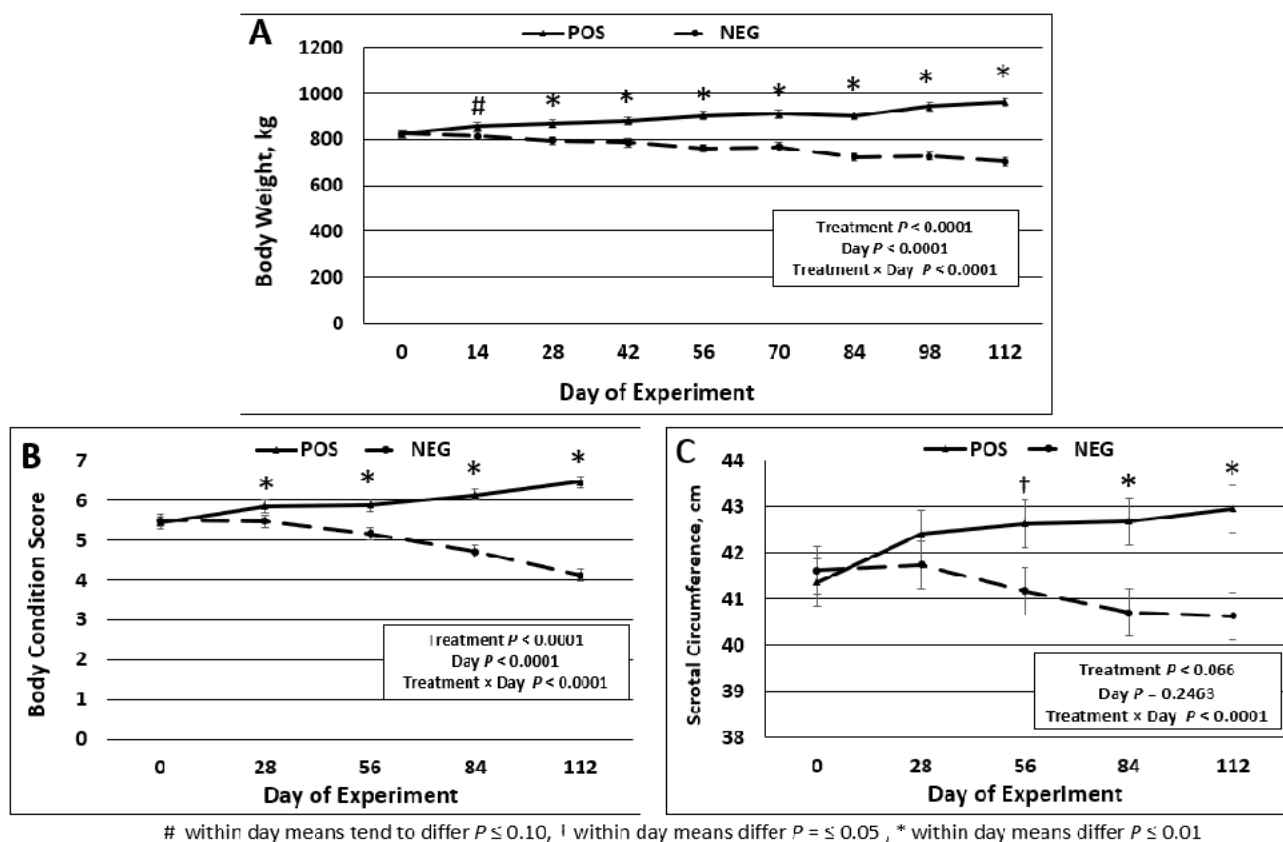 A
POS NEG
1200
1000
800
600
400
200
0
Body Weight, kg
# * * * * * * *
Treatment P < 0.0001
Day P < 0.0001
Treatment × Day P < 0.0001
0 14 28 42 56 70 84 98 112
Day of Experiment
B
POS NEG
7
6
5
4
3
2
1
0
Body Condition Score
* * * *
Treatment P < 0.0001
Day P < 0.0001
Treatment × Day P < 0.0001
0 28 56 84 112
Day of Experiment
C
POS NEG
44
43
42
41
40
39
38
Scrotal Circumference, cm
† * *
Treatment P < 0.066
Day P = 0.2463
Treatment × Day P < 0.0001
0 28 56 84 112
Day of Experiment
# within day means tend to differ P ≤ 0.10, † within day means differ P = ≤ 0.05 , * within day means differ P ≤ 0.01